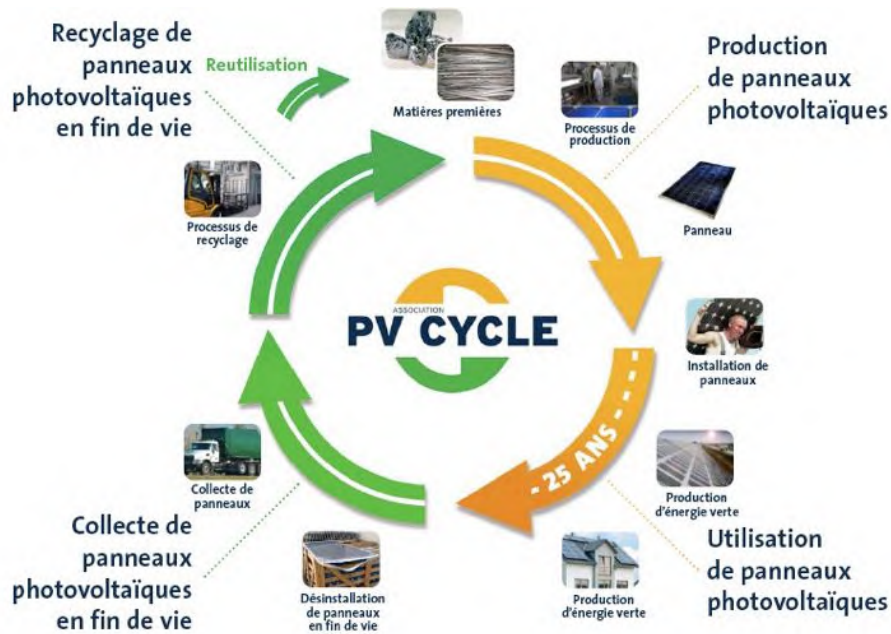 Recyclage de
panneaux
photovoltaïques
en fin de vie
Reutilisation
Matières premières
Processus de
production
Production
de panneaux
photovoltaïques
Processus de
recyclage
Panneau
ASSOCIATION
PV CYCLE
Installation de
panneaux
- 25 ANS - - -
Collecte de
panneaux
Production
d'énergie verte
Collecte de
panneaux
photovoltaïques
en fin de vie
Désinstallation
de panneaux
en fin de vie
Production
d'énergie verte
Utilisation
de panneaux
photovoltaïques